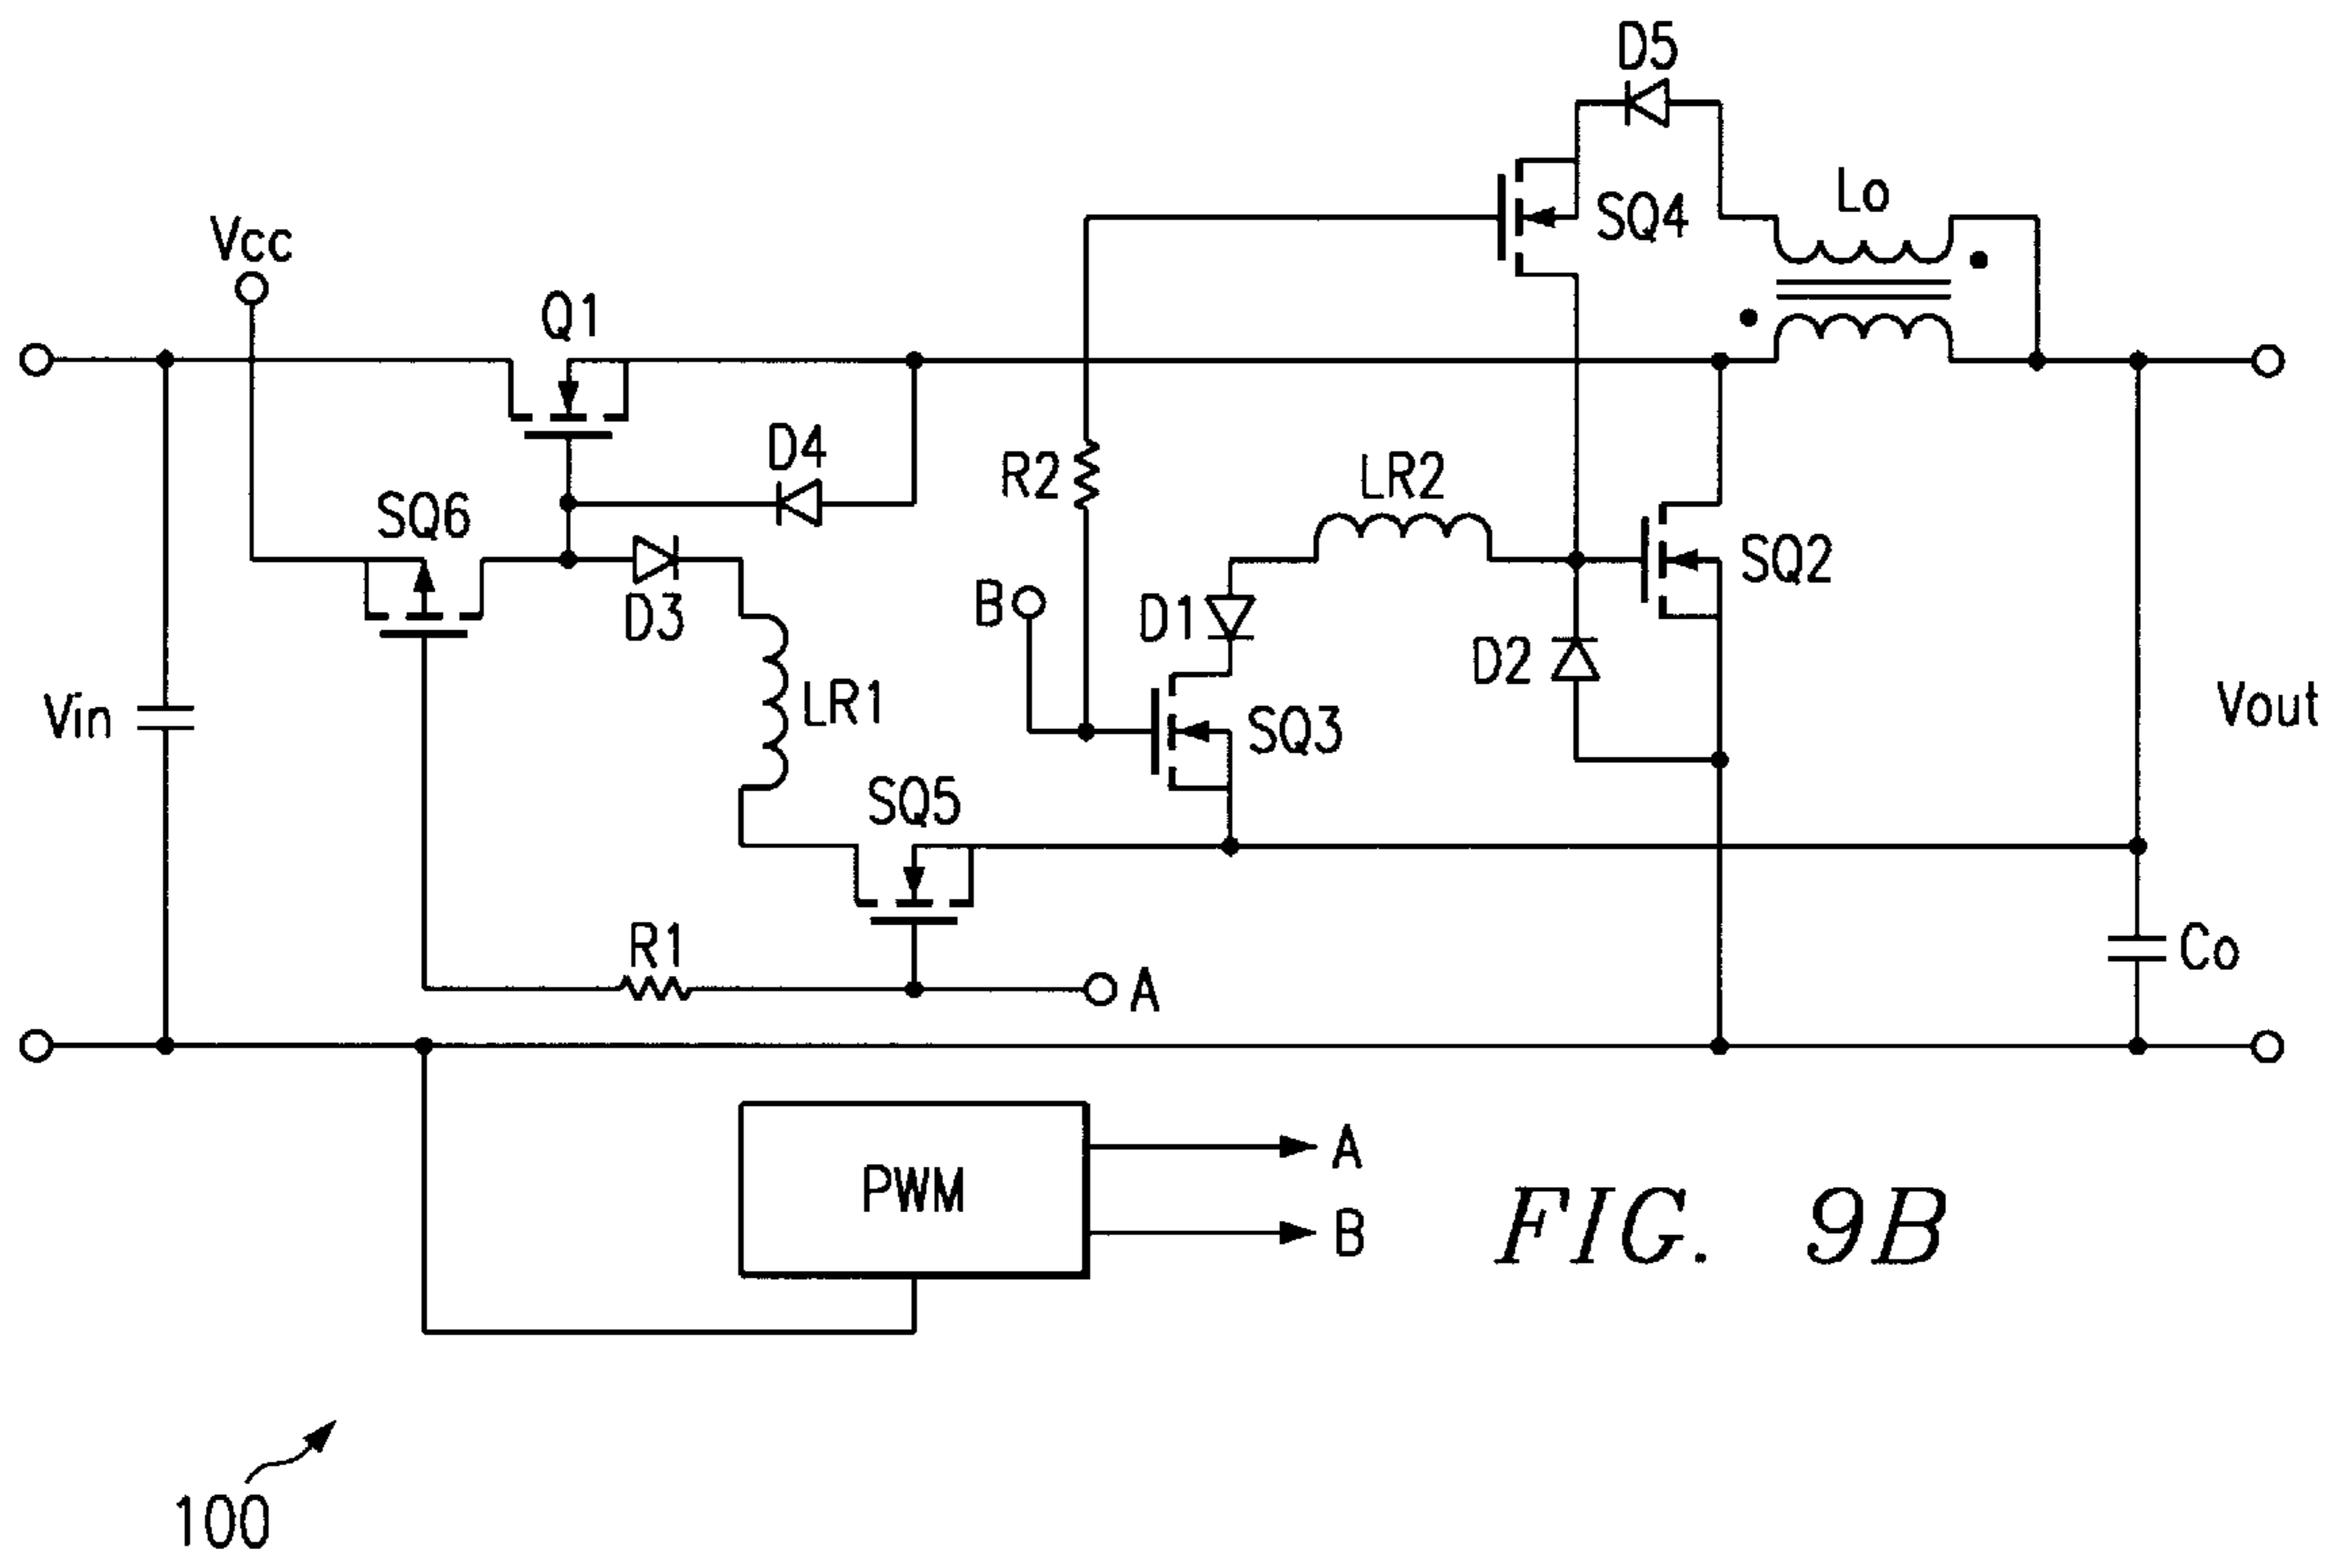 D5
SQ4
Lo
Vcc
Q1
D4
R2
LR2
SQ6
SQ2
B
D1
D3
D2
LR1
SQ3
Vin
Vout
SQ5
R1
Co
A
PWM
A
B
FIG. 9B
100